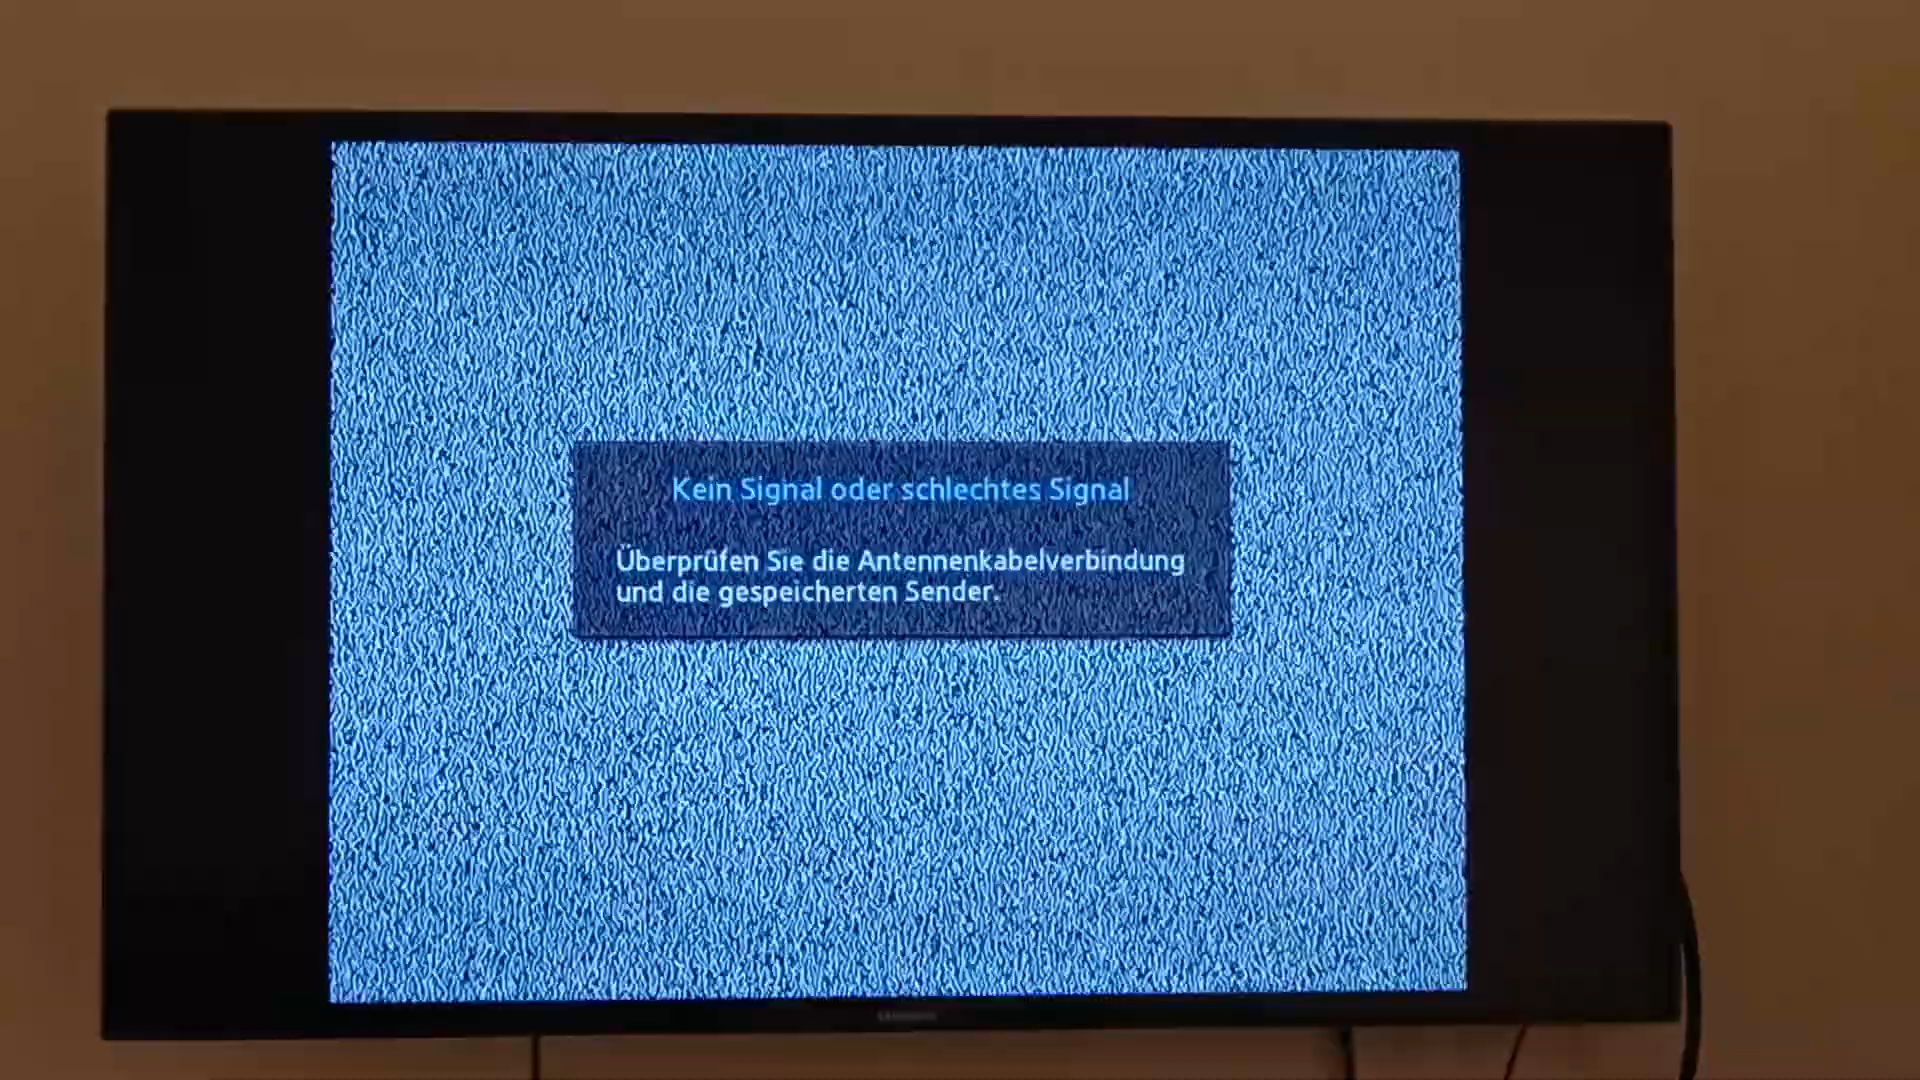 Kein Signal oder schlechtes Signal
Überprüfen Sie die Antennenkabelverbindung
und die gespeicherten Sender.